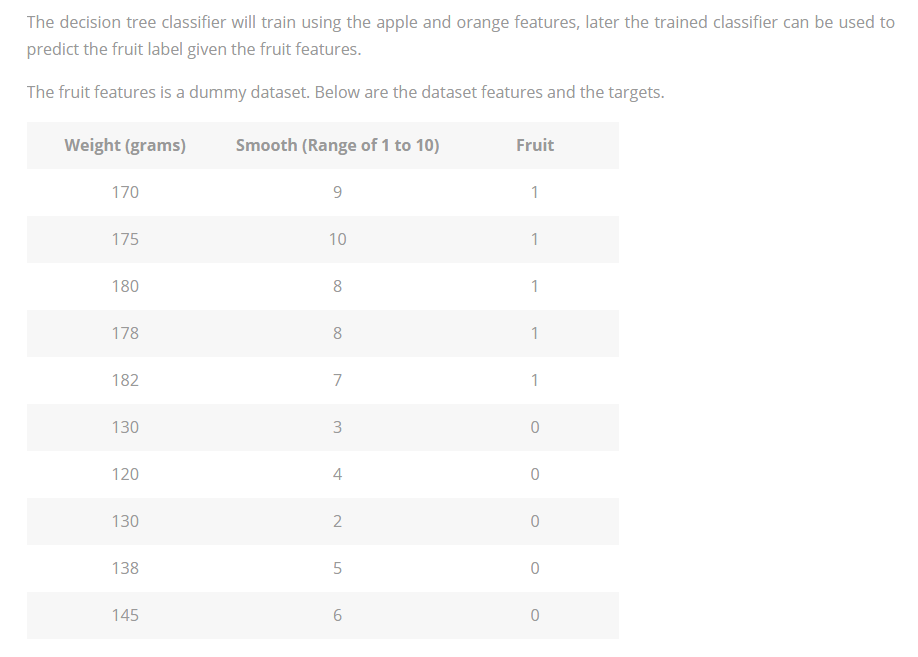 The decision tree classifier will train using the apple and orange features, later the trained classifier can be used to
predict the fruit label given the fruit features.
The fruit features is a dummy dataset. Below are the dataset features and the targets.
Weight (grams) Smooth (Range of 1 to 10) Fruit
170 9 1
175 10 1
180 8 1
178 8 1
182 7 1
130 3 0
120 4 0
130 2 0
138 5 0
145 6 0